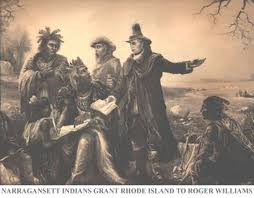 NARRAGANSETT INDIANS GRANT RHODE ISLAND TO ROGER WILLIAMS